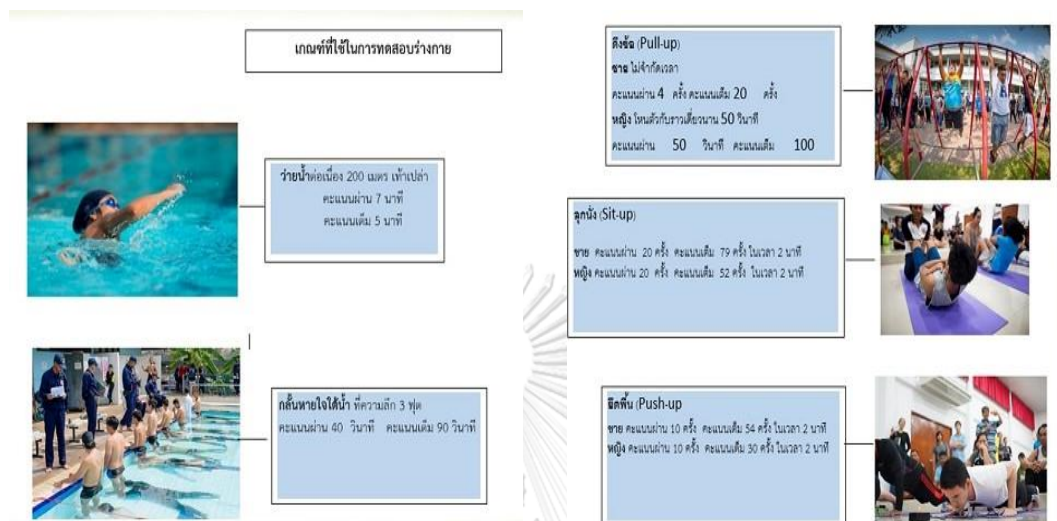 เกณฑ์ที่ใช้ในการทดสอบร่างกาย
ว่ายน้ำต่อเนื่อง 200 เมตร เท้าเปล่า
คะแนนผ่าน 7 นาที
คะแนนเต็ม 5 นาที
กลั้นหายใจใต้น้ำ ที่ความลึก 3 ฟุต
คะแนนผ่าน 40 วินาที คะแนนเต็ม 90 วินาที
ดึงข้อ (Pull-up)
ชาย ไม่จำกัดเวลา
คะแนนผ่าน 4 ครั้ง คะแนนเต็ม 20 ครั้ง
หญิง โหนตัวกับราวเดี่ยวนาน 50 วินาที
คะแนนผ่าน 50 วินาที คะแนนเต็ม 100
ลุกนั่ง (Sit-up)
ชาย คะแนนผ่าน 20 ครั้ง คะแนนเต็ม 79 ครั้ง ในเวลา 2 นาที
หญิง คะแนนผ่าน 20 ครั้ง คะแนนเต็ม 52 ครั้ง ในเวลา 2 นาที
ยึดพื้น (Push-up
ชาย คะแนนผ่าน 10 ครั้ง คะแนนเต็ม 54 ครั้ง ในเวลา 2 นาที
หญิง คะแนนผ่าน 10 ครั้ง คะแนนเต็ม 30 ครั้ง ในเวลา 2 นาที